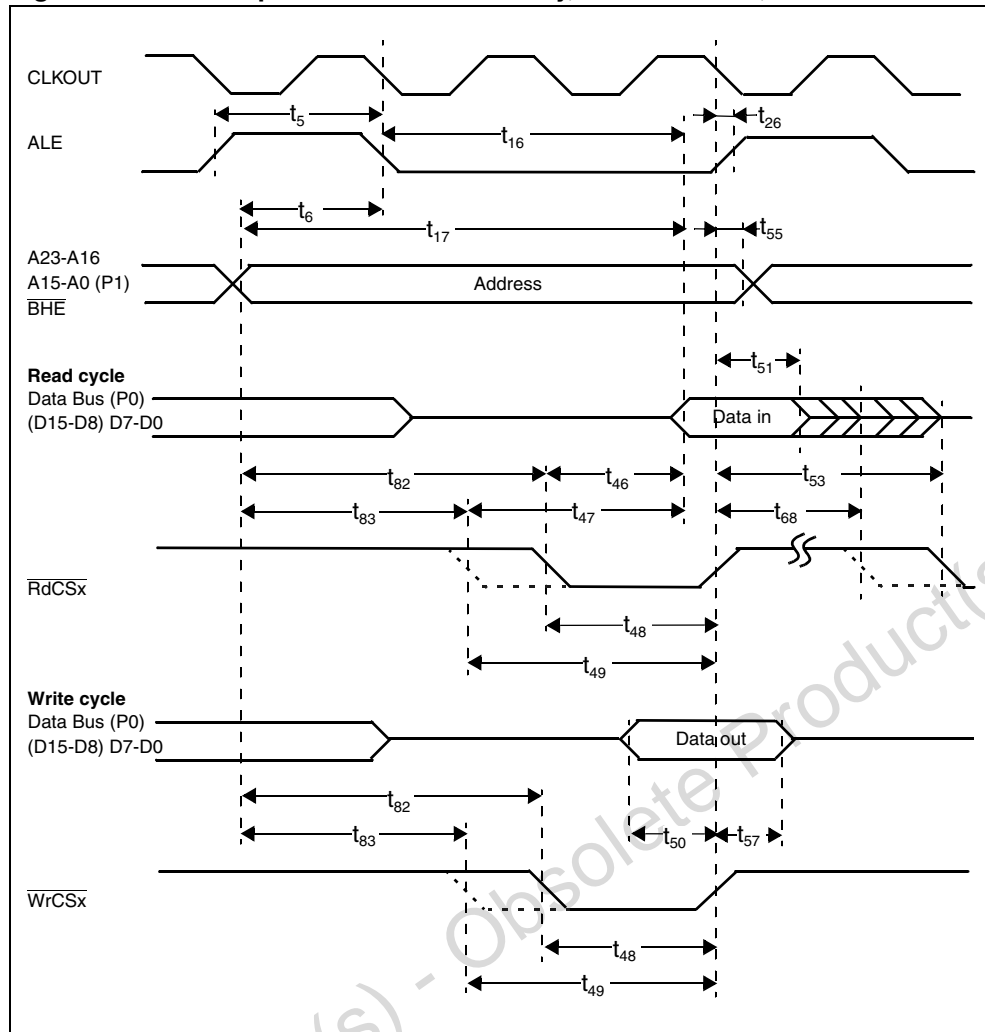 CLKOUT
t5
t26
ALE
t16
t6
t17
t55
A23-A16
A15-A0 (P1)
Address
BHE
t51
Read cycle
Data Bus (P0)
(D15-D8) D7-D0
Data in
t82
t46
t53
t83
t47
t68
RdCSx
t48
t49
Write cycle
Data Bus (P0)
(D15-D8) D7-D0
Data out
t82
t50
t57
t83
WrCSx
t48
t49
(s) - Obsolete Product(s